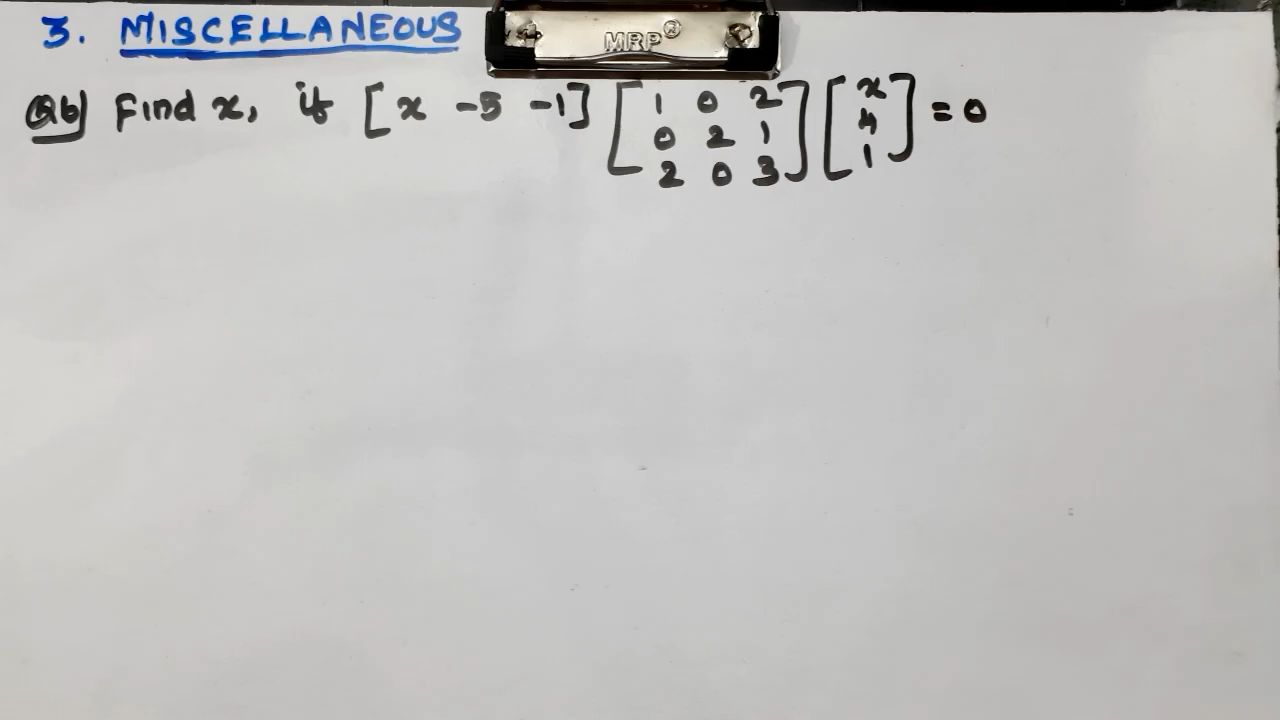 3. MISCELLANEOUS
MRP®
Q6) Find x, if [x -5 -1] [1 0 2] [x] = 0
0 2 1 4
2 0 3 1